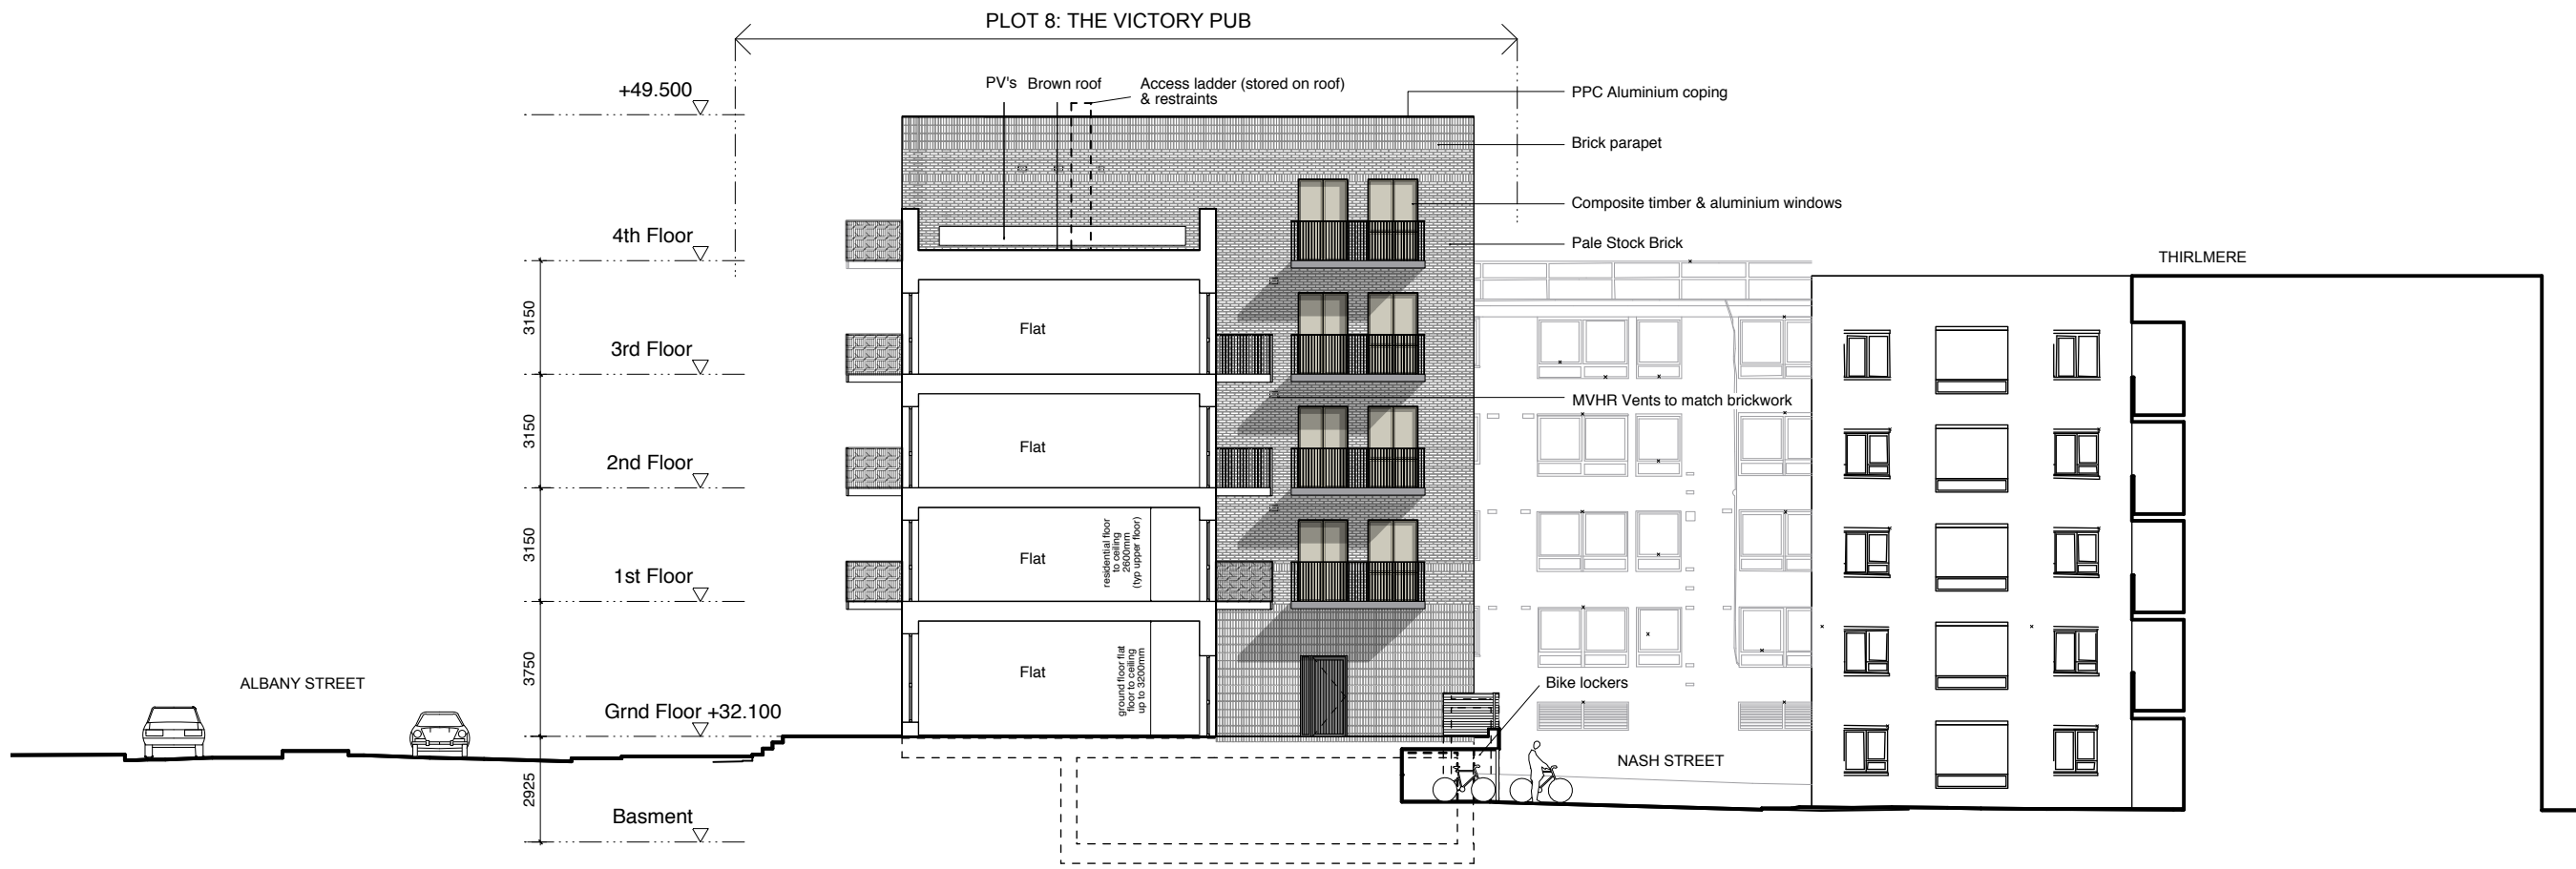 PLOT 8: THE VICTORY PUB
+49.500
PV's
Brown roof
Access ladder (stored on roof)
& restraints
PPC Aluminium coping
Brick parapet
Composite timber & aluminium windows
Pale Stock Brick
4th Floor
THIRLMERE
3150
Flat
3rd Floor
MVHR Vents to match brickwork
3150
Flat
2nd Floor
3150
Flat
residential floor
to ceiling
2600mm
(typ upper floor)
1st Floor
3750
Flat
ground floor flat
floor to ceiling
up to 3200mm
ALBANY STREET
Bike lockers
Grnd Floor +32.100
NASH STREET
2925
Basment